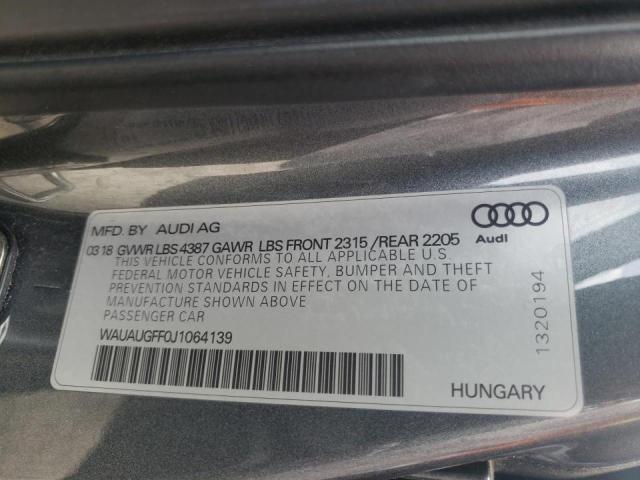 MFD. BY AUDI AG
Audi
03 18 GVWR LBS 4387 GAWR LBS FRONT 2315 /REAR 2205
THIS VEHICLE CONFORMS TO ALL APPLICABLE U.S.
FEDERAL MOTOR VEHICLE SAFETY, BUMPER AND THEFT
PREVENTION STANDARDS IN EFFECT ON THE DATE OF
MANUFACTURE SHOWN ABOVE
PASSENGER CAR
WAUAUGFF0J1064139
1320194
HUNGARY